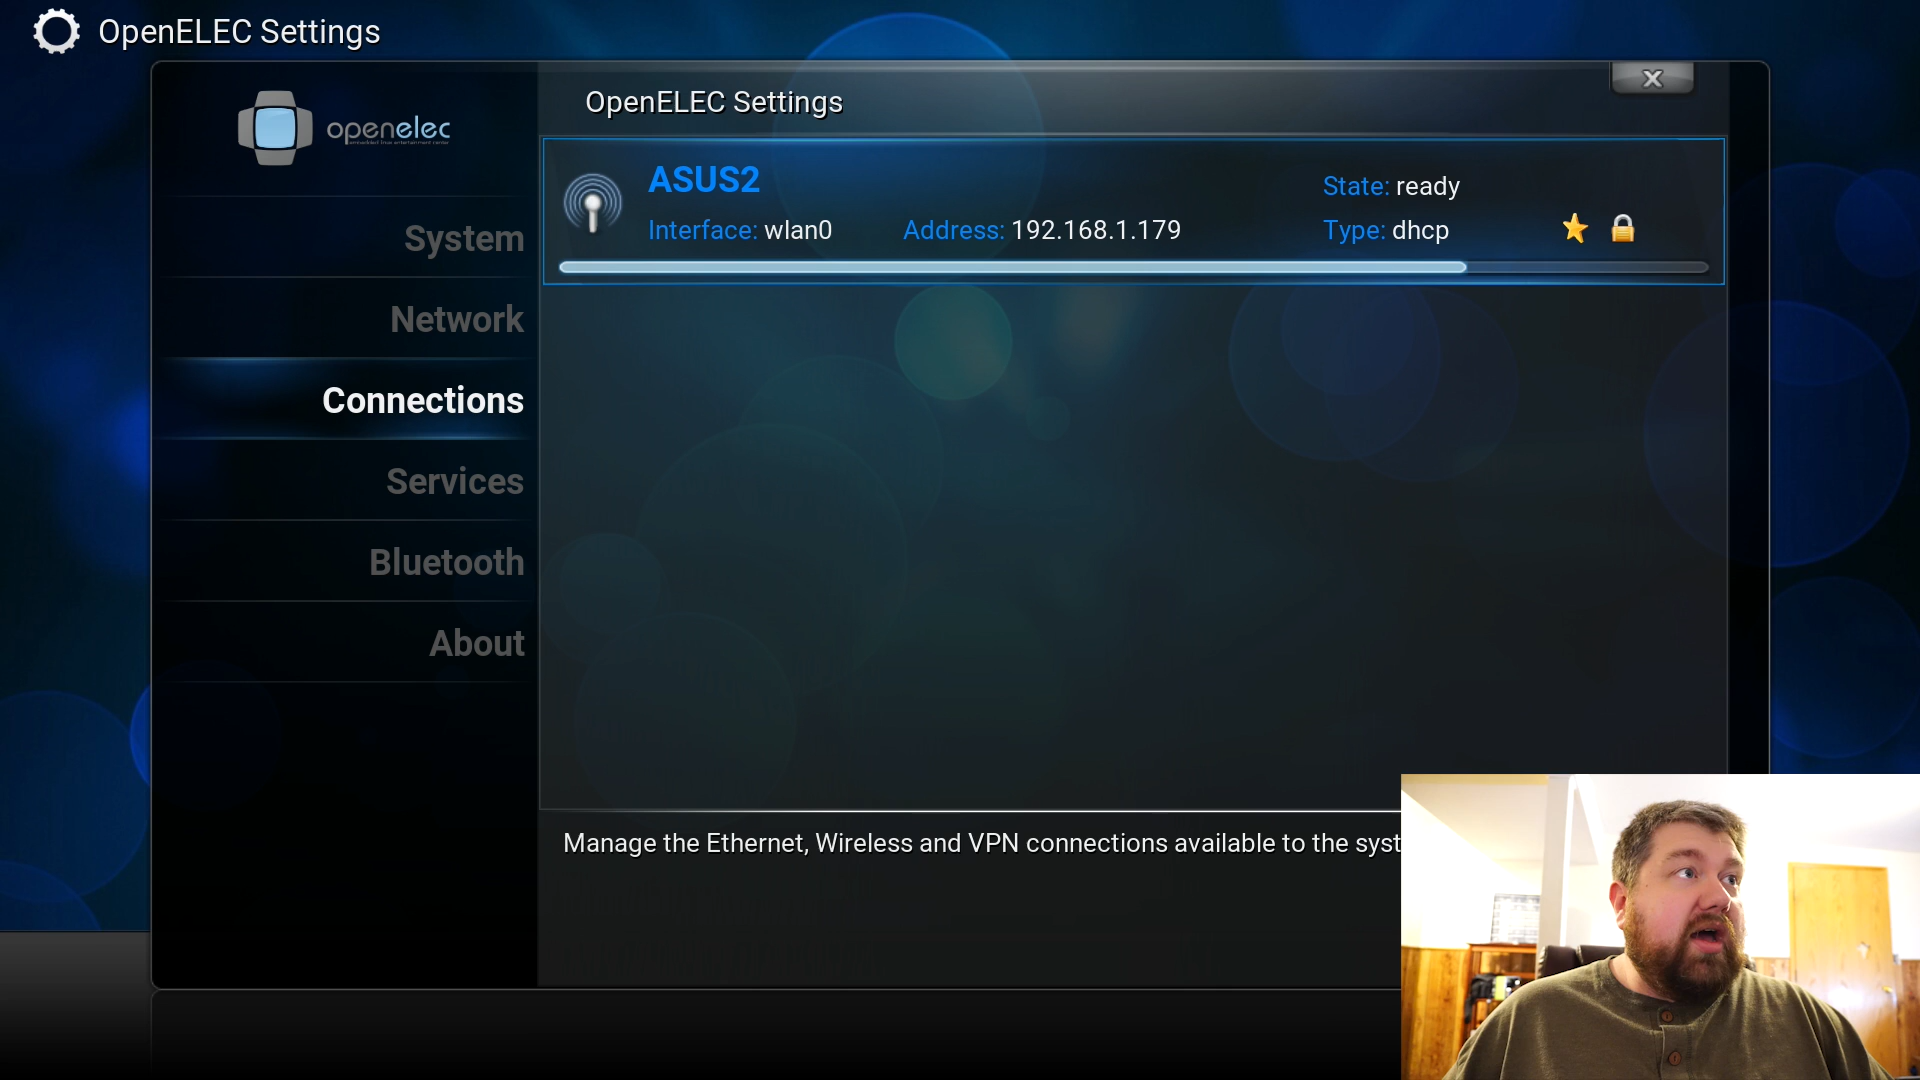 OpenELEC Settings
openelec
OpenELEC Settings
X
ASUS2
State: ready
Interface: wlan0 Address: 192.168.1.179 Type: dhcp
System
Network
Connections
Services
Bluetooth
About
Manage the Ethernet, Wireless and VPN connections available to the syst